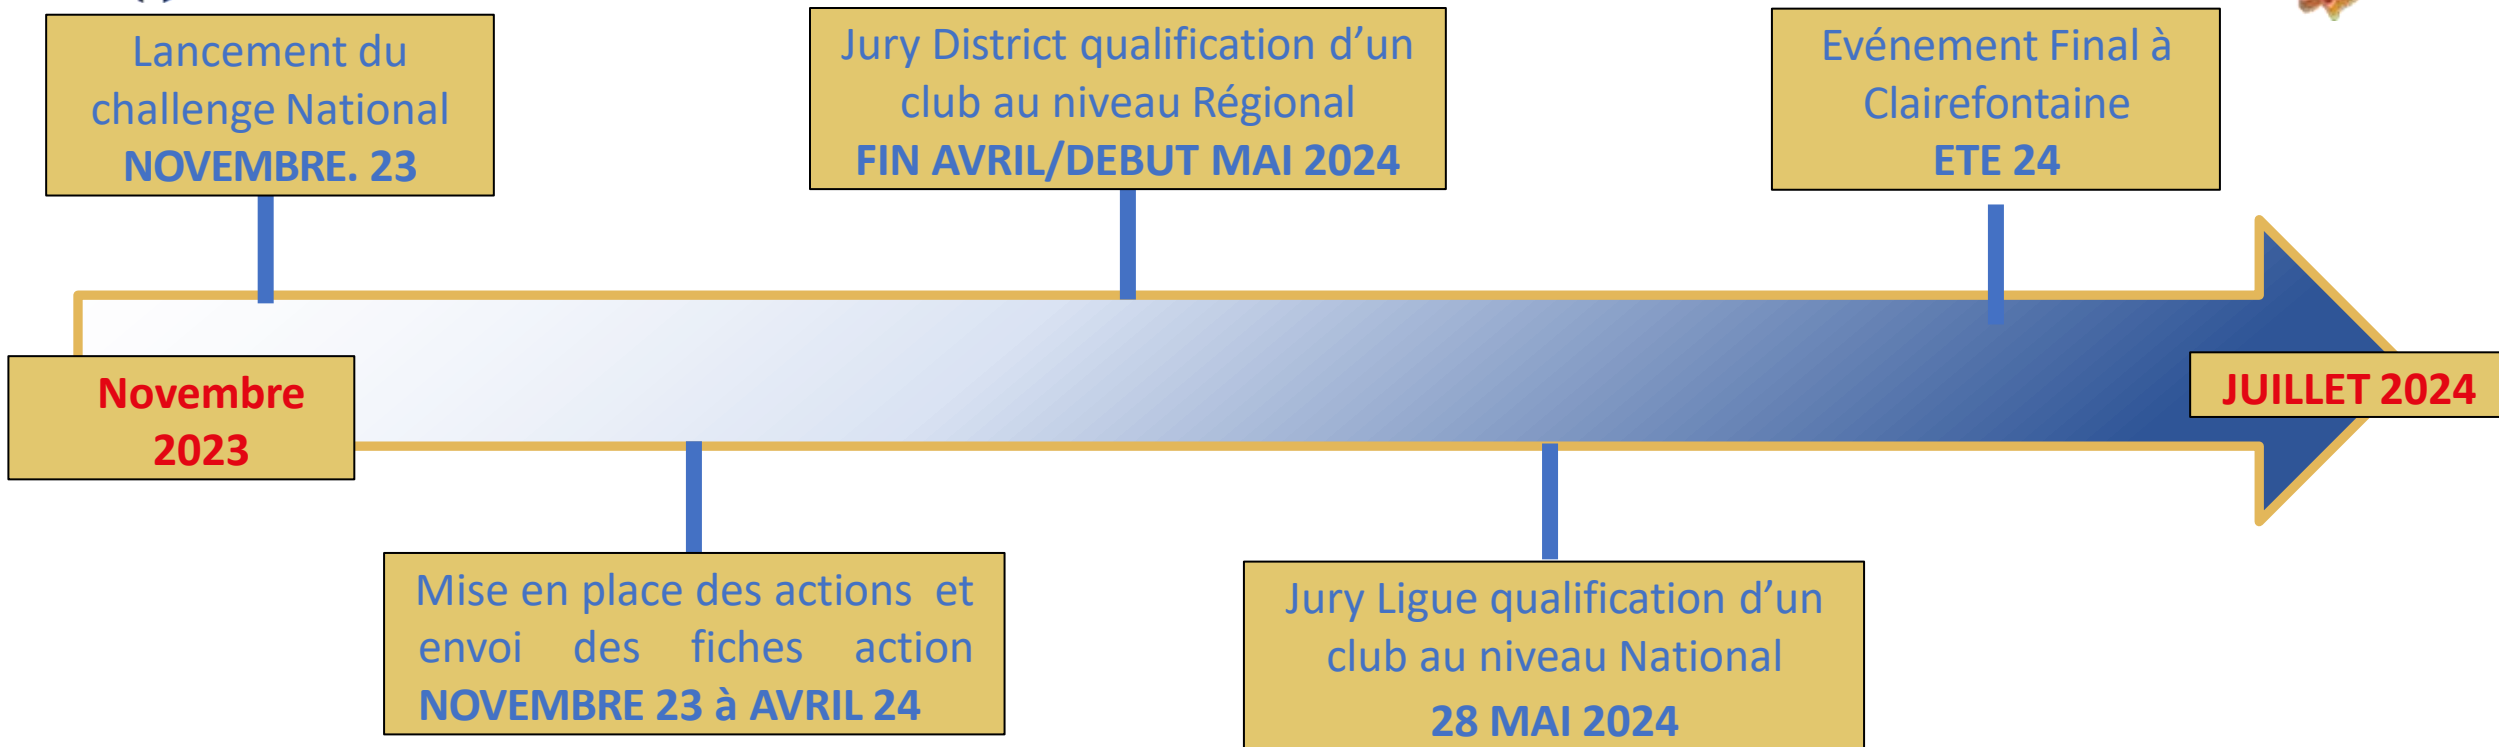 Lancement du
challenge National
NOVEMBRE. 23
Jury District qualification d’un
club au niveau Régional
FIN AVRIL/DEBUT MAI 2024
Evénement Final à
Clairefontaine
ETE 24
Novembre
2023
JUILLET 2024
Mise en place des actions et
envoi des fiches action
NOVEMBRE 23 à AVRIL 24
Jury Ligue qualification d’un
club au niveau National
28 MAI 2024